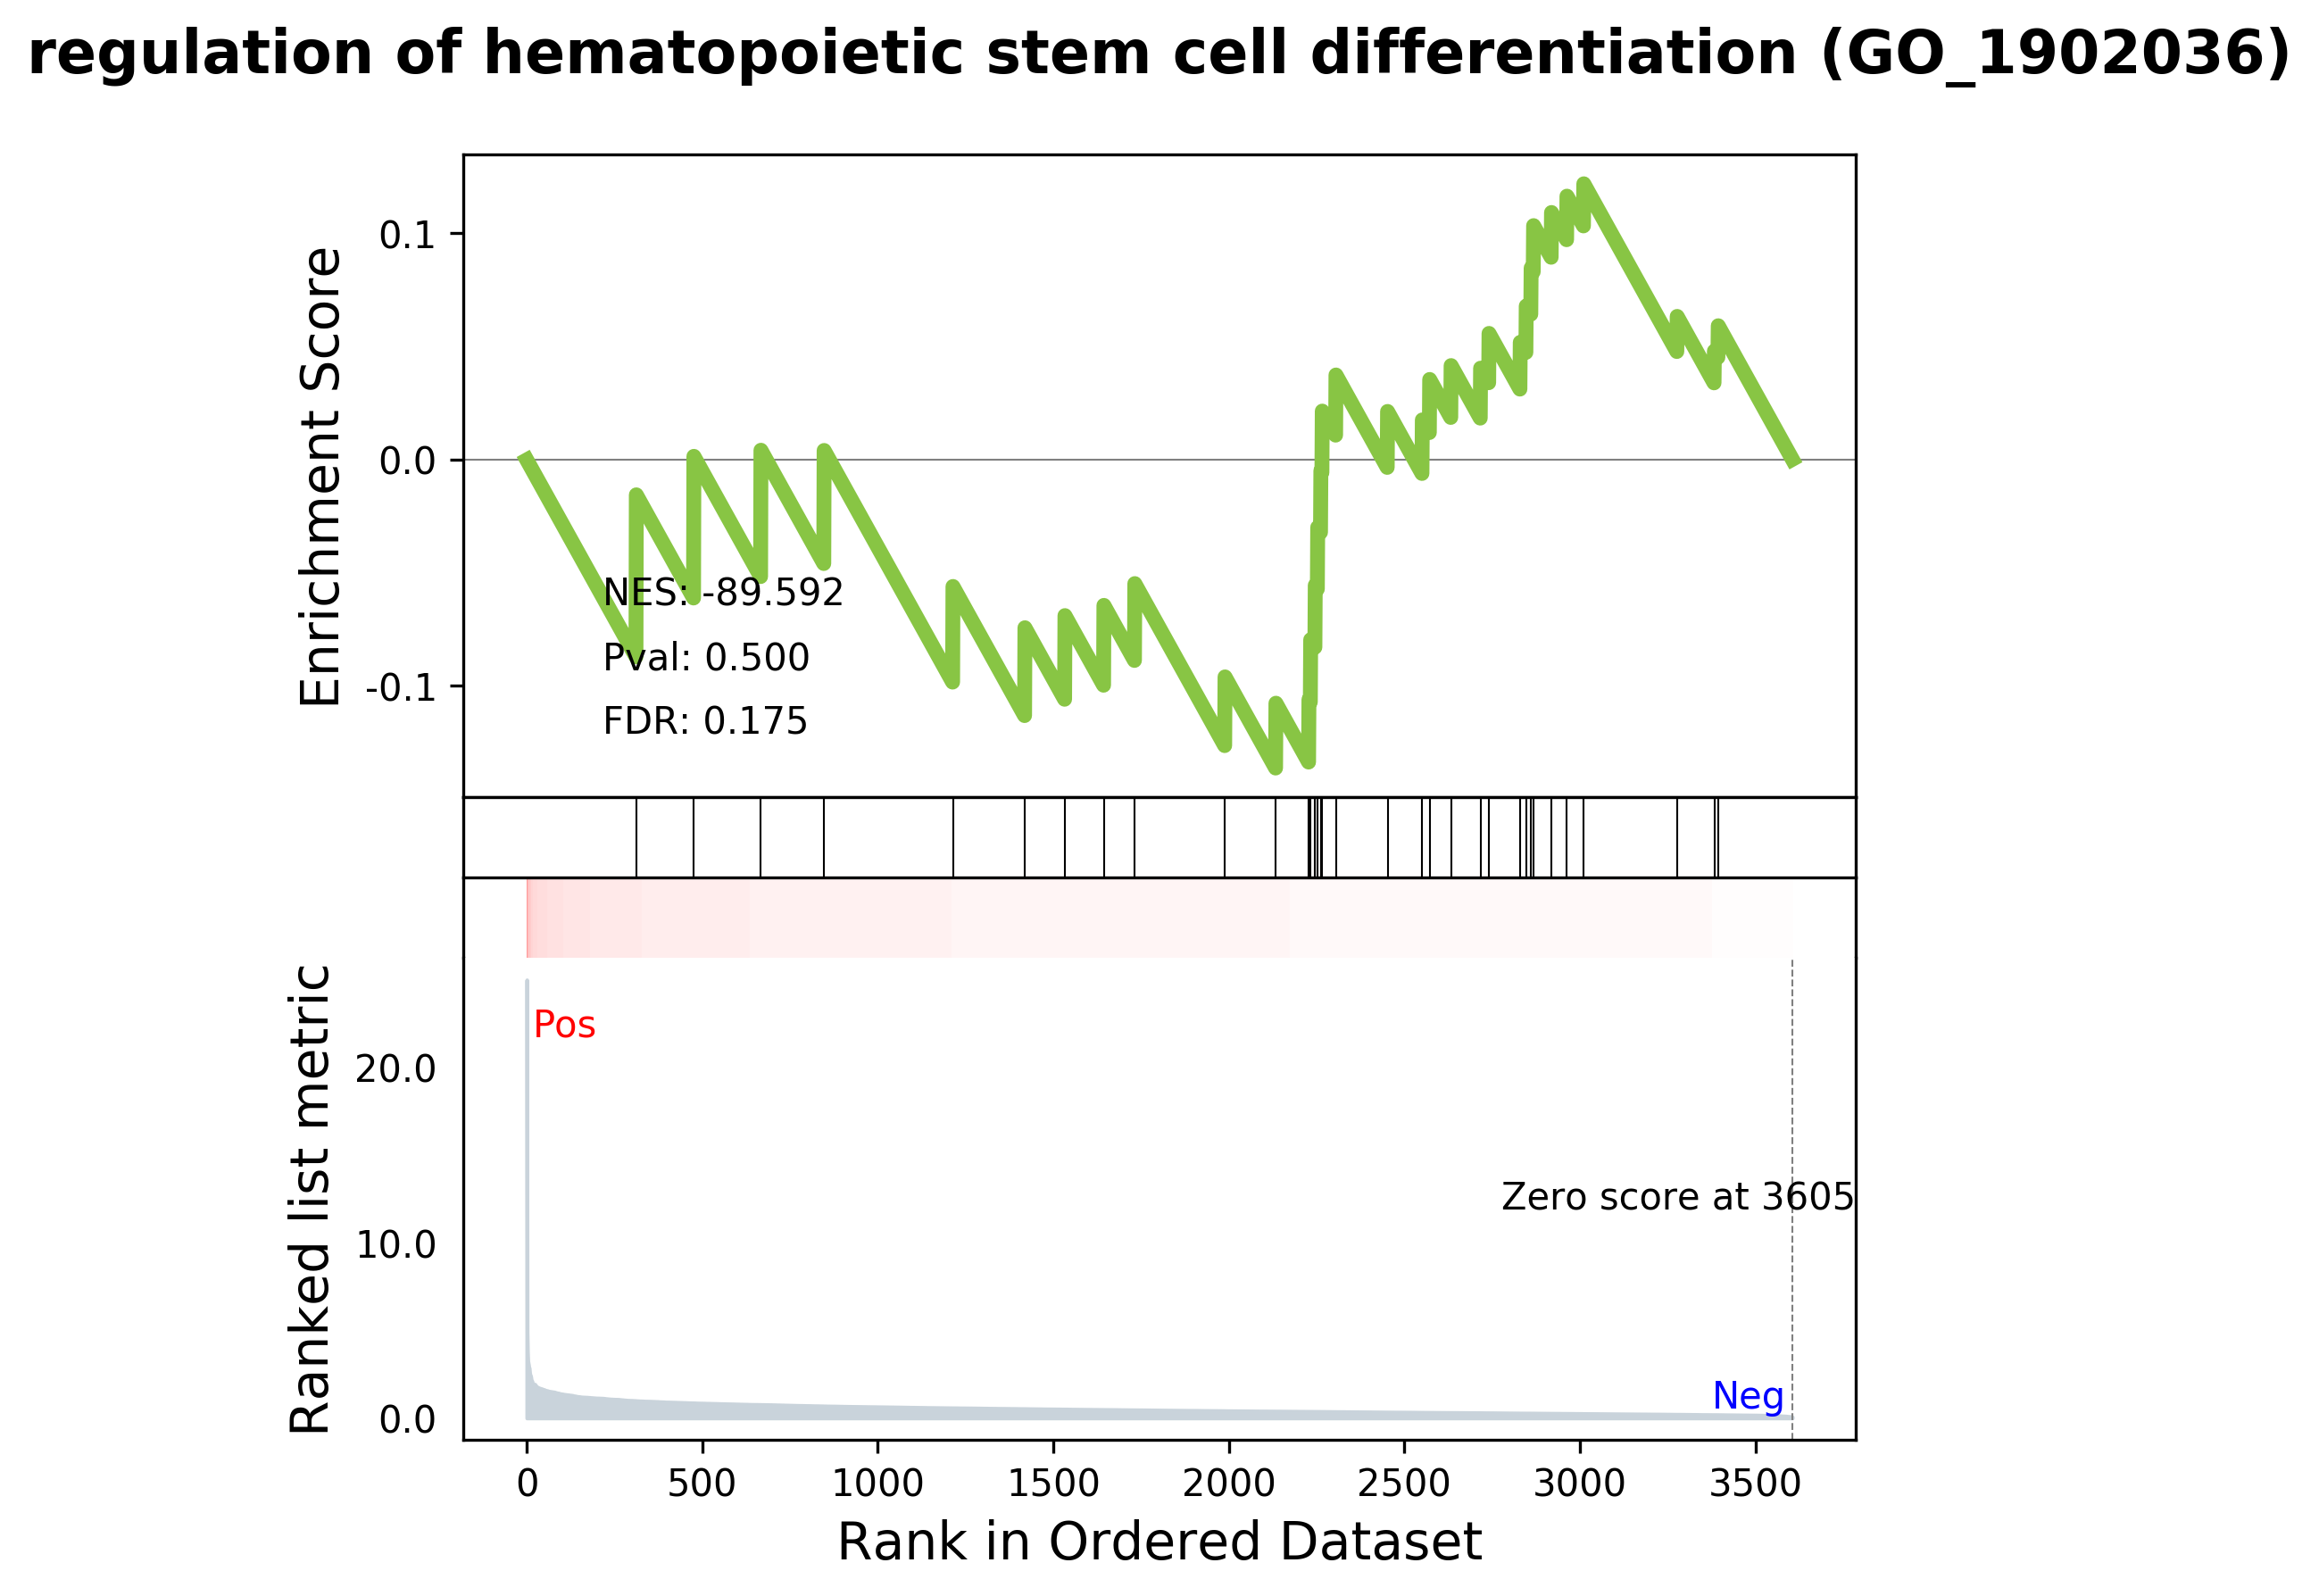 regulation of hematopoietic stem cell differentiation (GO_1902036)
Enrichment Score
0.1
0.0
-0.1
NES: -89.592
Pval: 0.500
FDR: 0.175
Ranked list metric
Pos
20.0
10.0
0.0
Zero score at 3605
Neg
0 500 1000 1500 2000 2500 3000 3500
Rank in Ordered Dataset